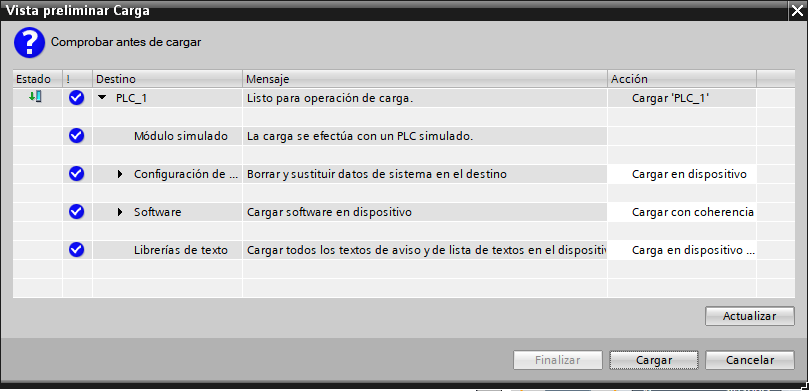 Vista preliminar Carga
?
Comprobar antes de cargar
Estado ! Destino Mensaje Acción
PLC_1 Listo para operación de carga. Cargar 'PLC_1'
Módulo simulado La carga se efectúa con un PLC simulado.
Configuración de ... Borrar y sustituir datos de sistema en el destino Cargar en dispositivo
Software Cargar software en dispositivo Cargar con coherencia
Librerías de texto Cargar todos los textos de aviso y de lista de textos en el dispositi Carga en dispositivo ...
Actualizar
Finalizar Cargar Cancelar